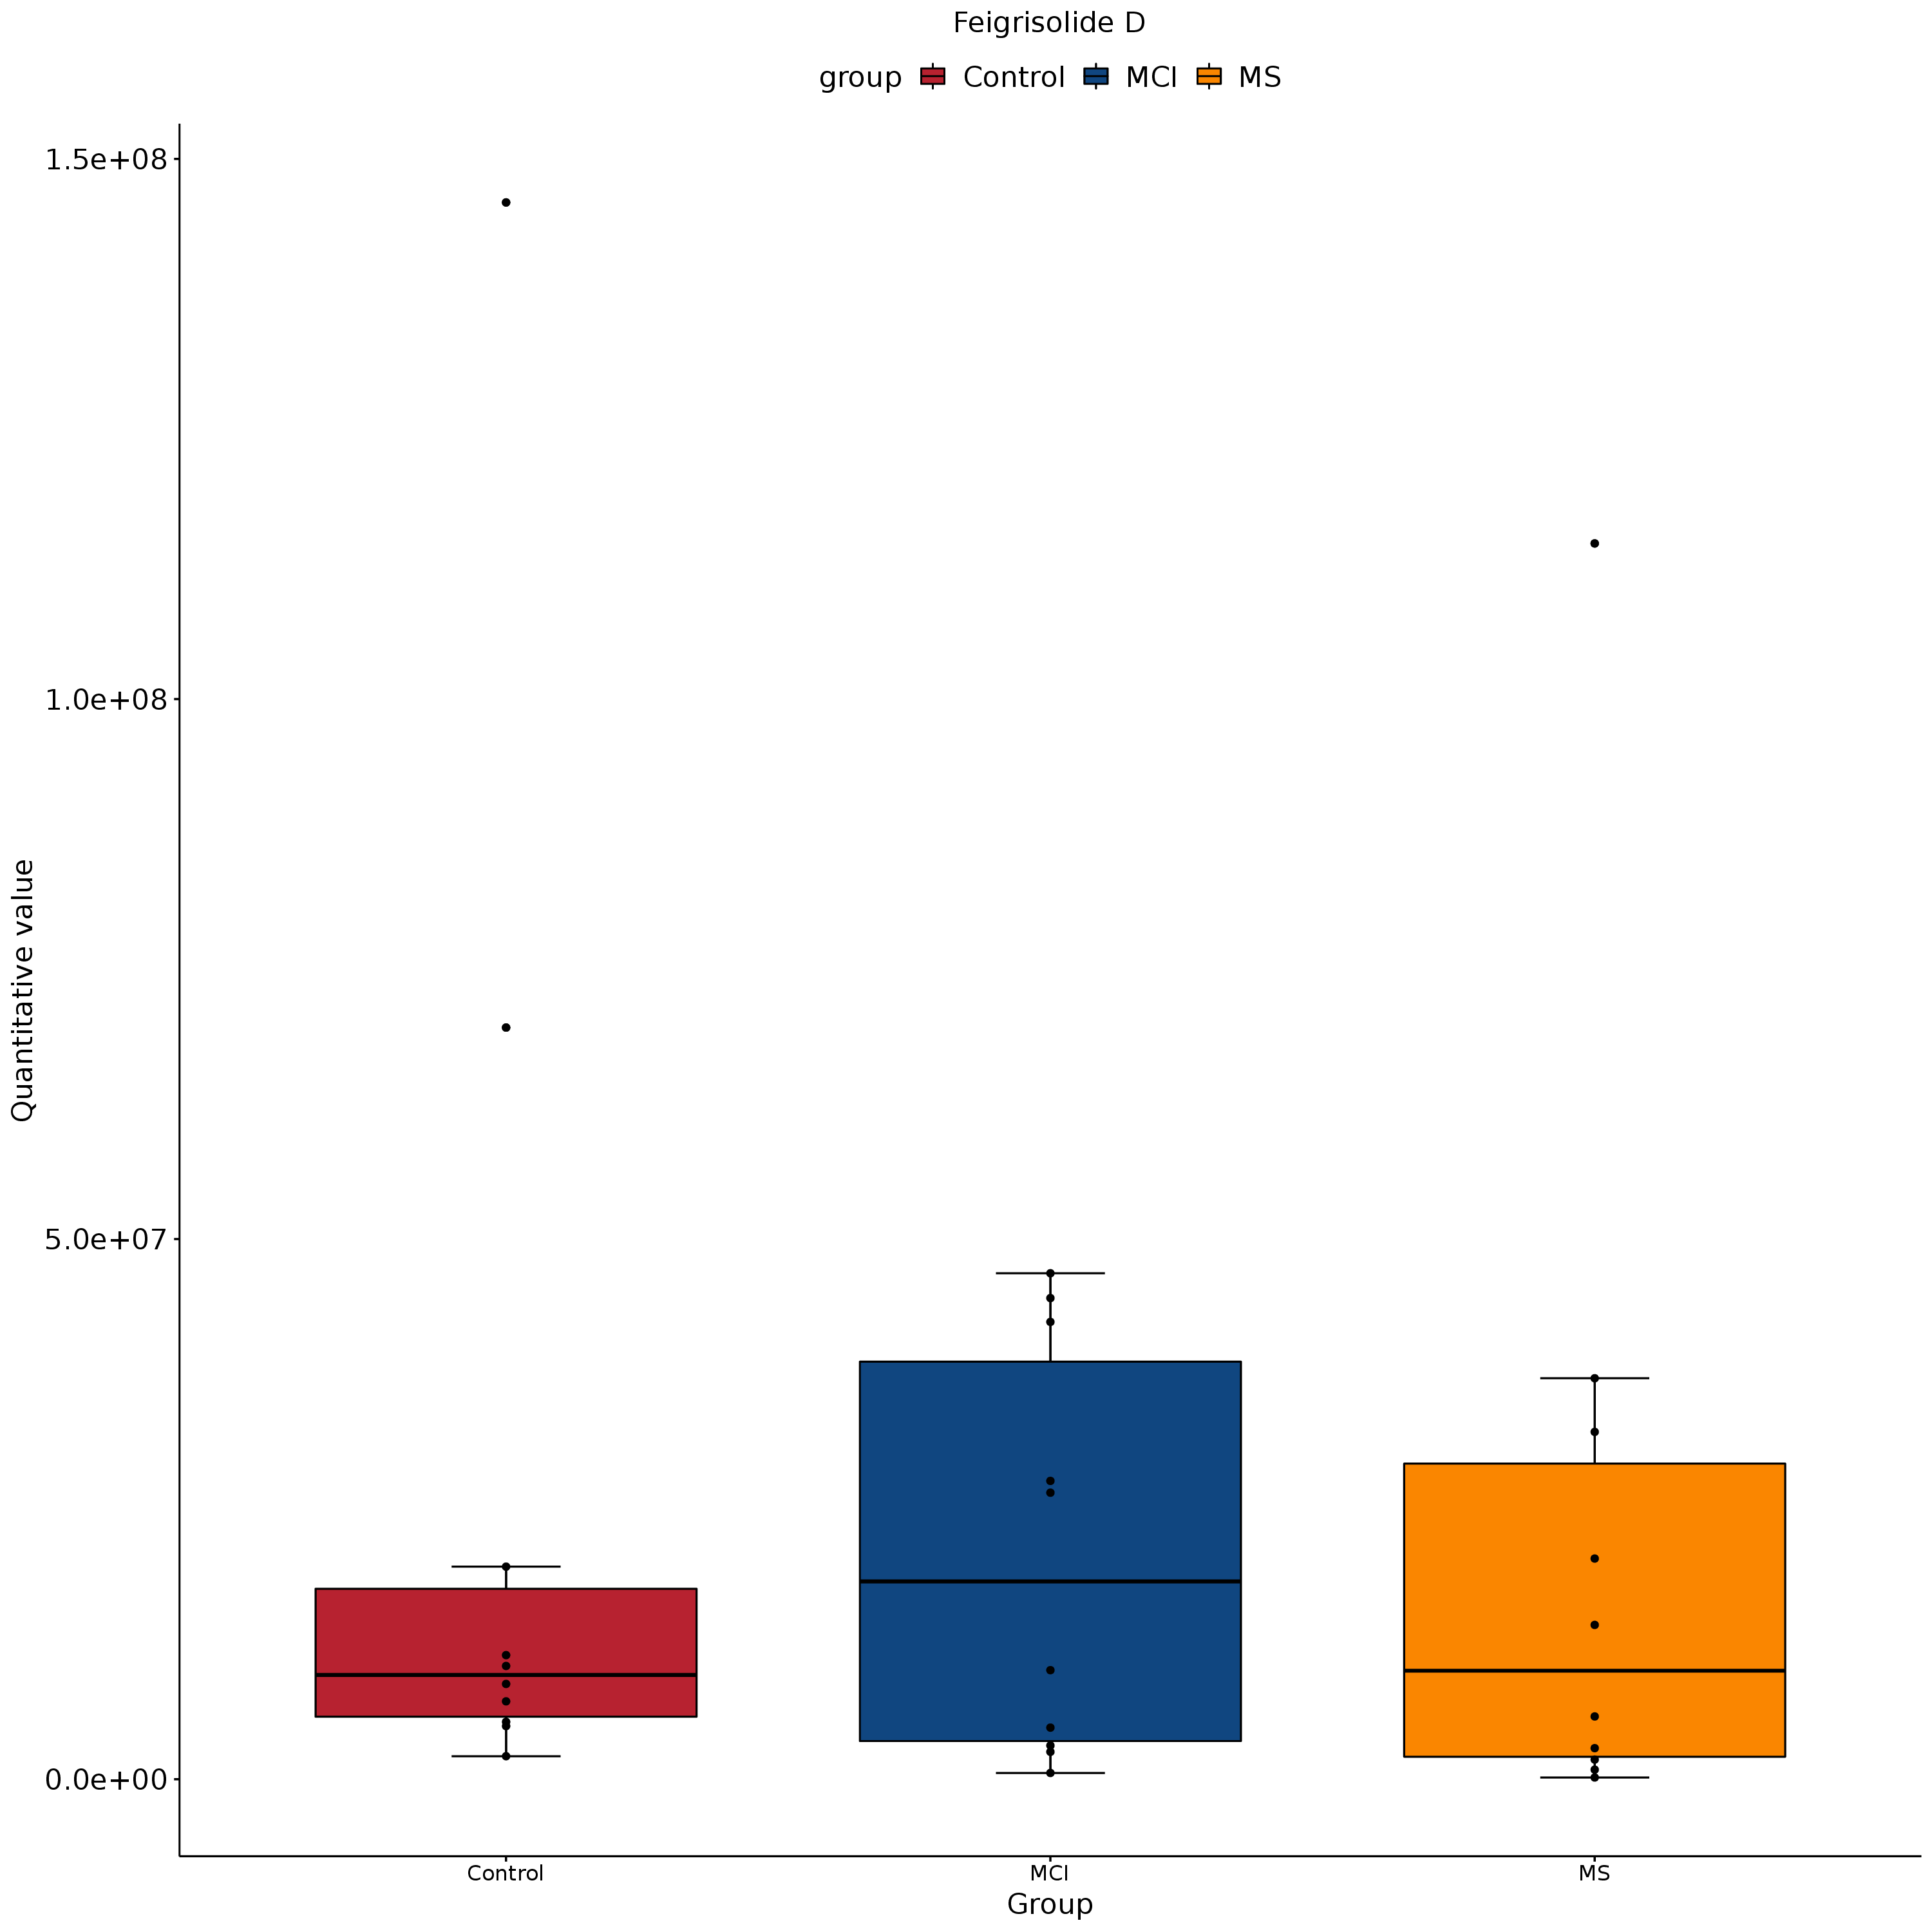 Feigrisolide D
group Control MCI MS
1.5e+08
1.0e+08
5.0e+07
0.0e+00
Quantitative value
Control MCI MS
Group